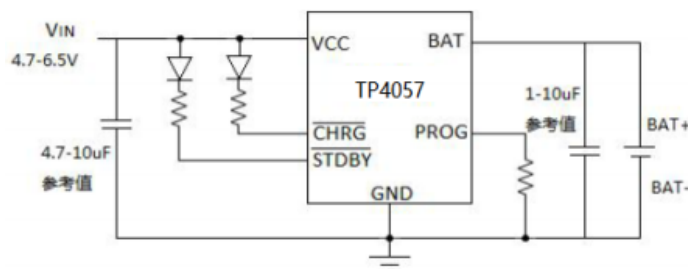 VIN
4.7-6.5V
4.7-10uF
参考值
VCC
BAT
TP4057
CHRG
STDBY
PROG
GND
1-10uF
参考值
BAT+
BAT-